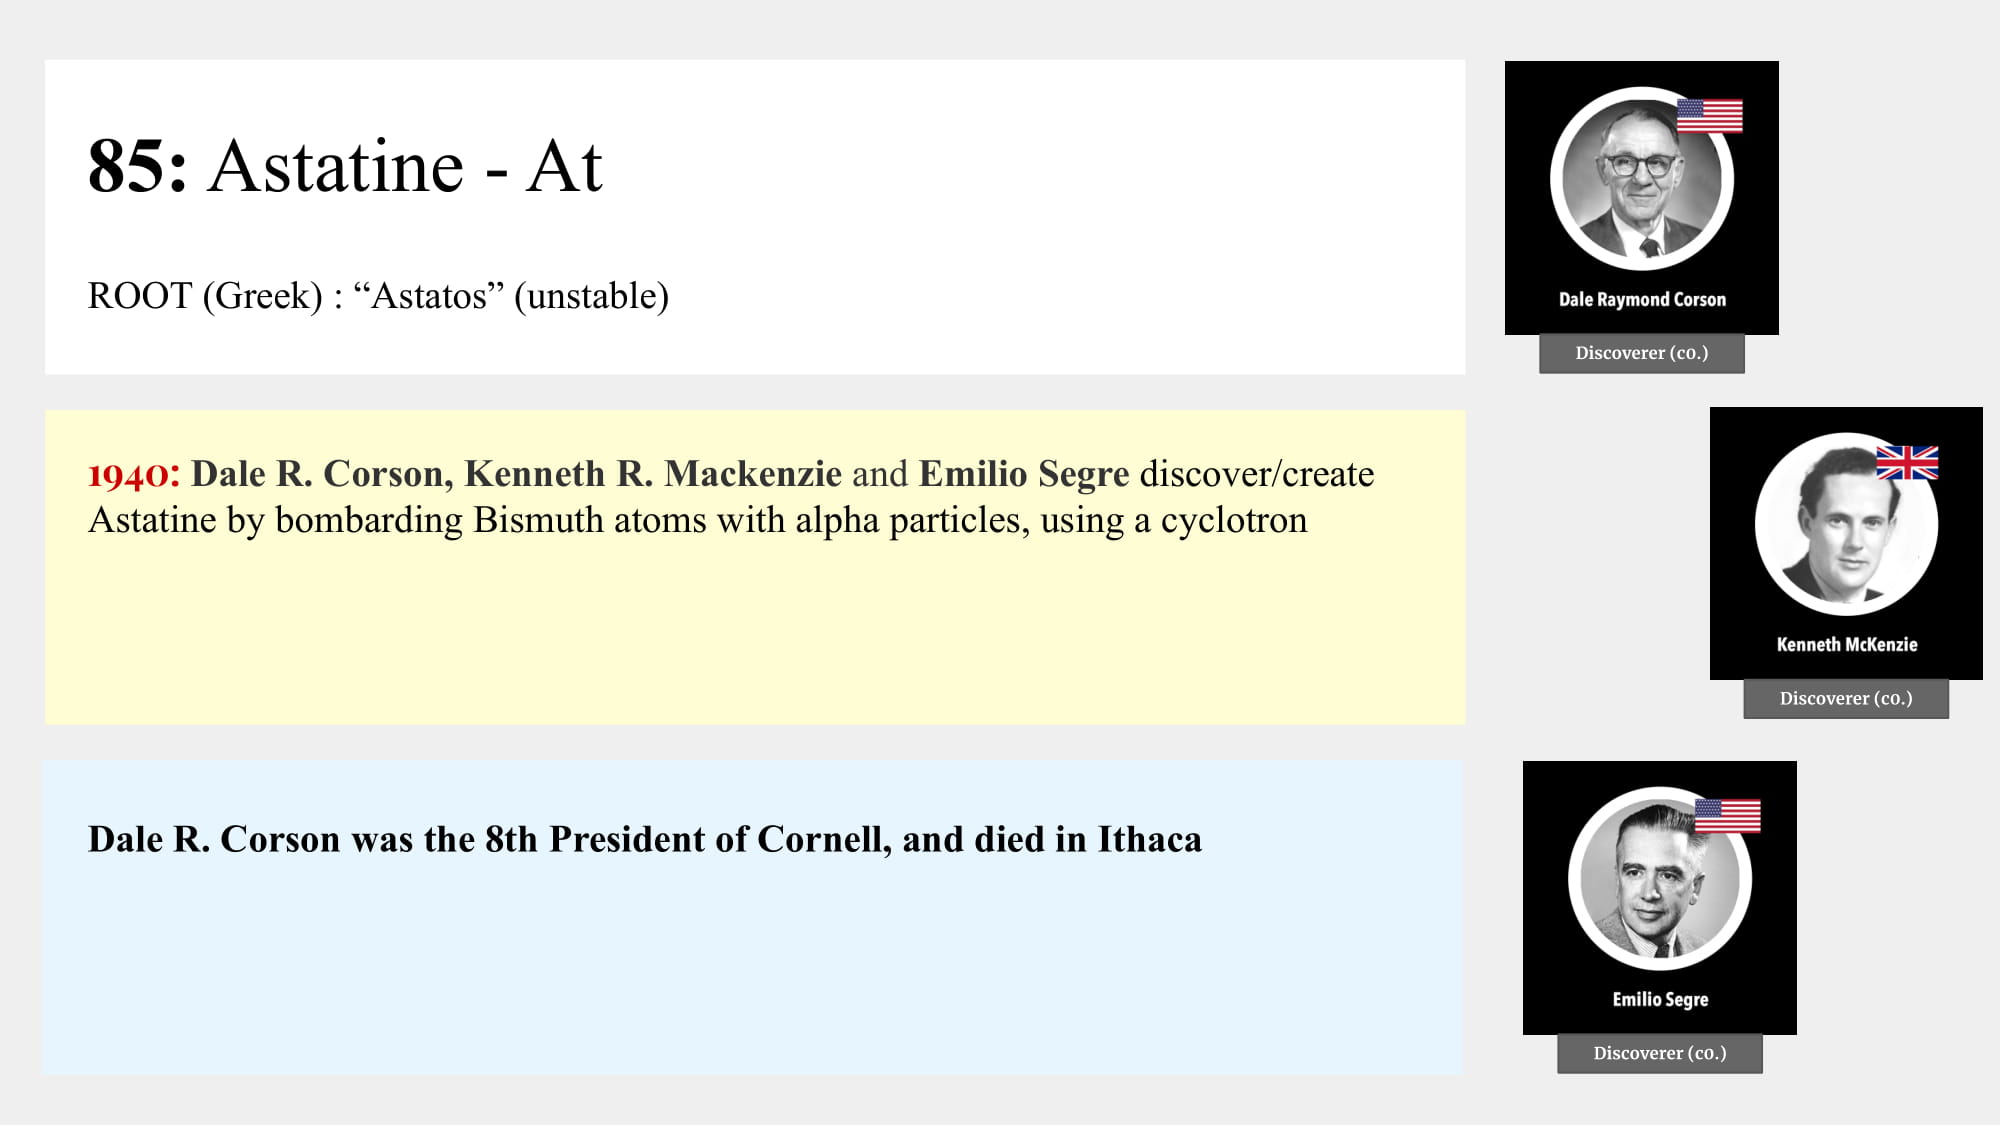 85: Astatine - At
ROOT (Greek) : “Astatos” (unstable)
Dale Raymond Corson
Discoverer (co.)
1940: Dale R. Corson, Kenneth R. Mackenzie and Emilio Segre discover/create
Astatine by bombarding Bismuth atoms with alpha particles, using a cyclotron
Kenneth McKenzie
Discoverer (co.)
Dale R. Corson was the 8th President of Cornell, and died in Ithaca
Emilio Segre
Discoverer (co.)